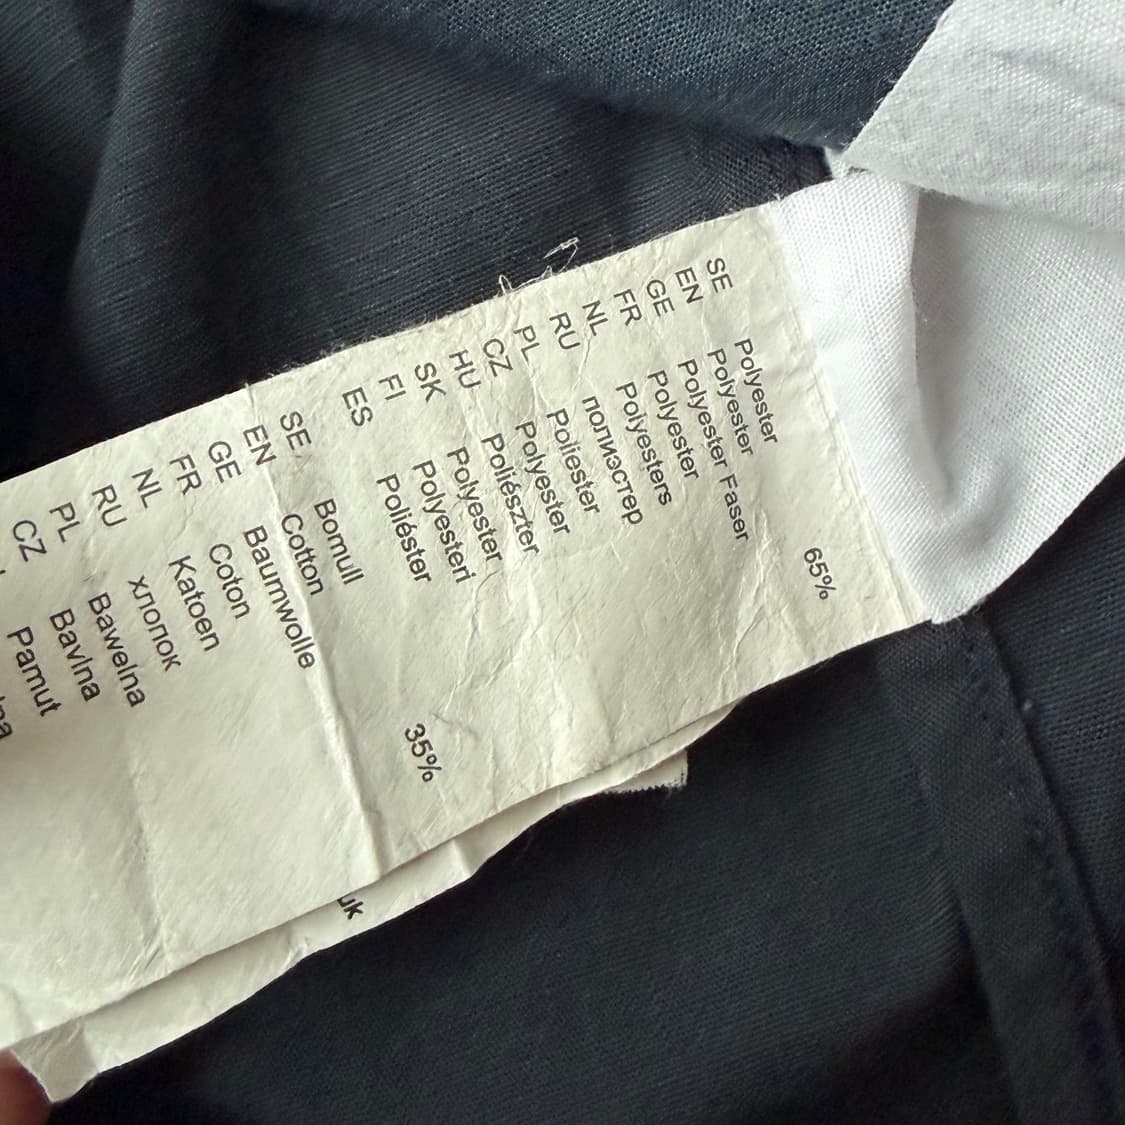 65%
SE Polyester
EN Polyester
GE Polyester Faser
FR Polyester
NL Polyesters
RU полиэстер
PL Poliester
CZ Polyester
HU Poliészter
SK Polyester
FI Polyesteri
ES Poliéster
35%
SE Bomull
EN Cotton
GE Baumwolle
FR Coton
NL Katoen
RU хлопок
PL Bawełna
CZ Bavlna
Pamut
uk